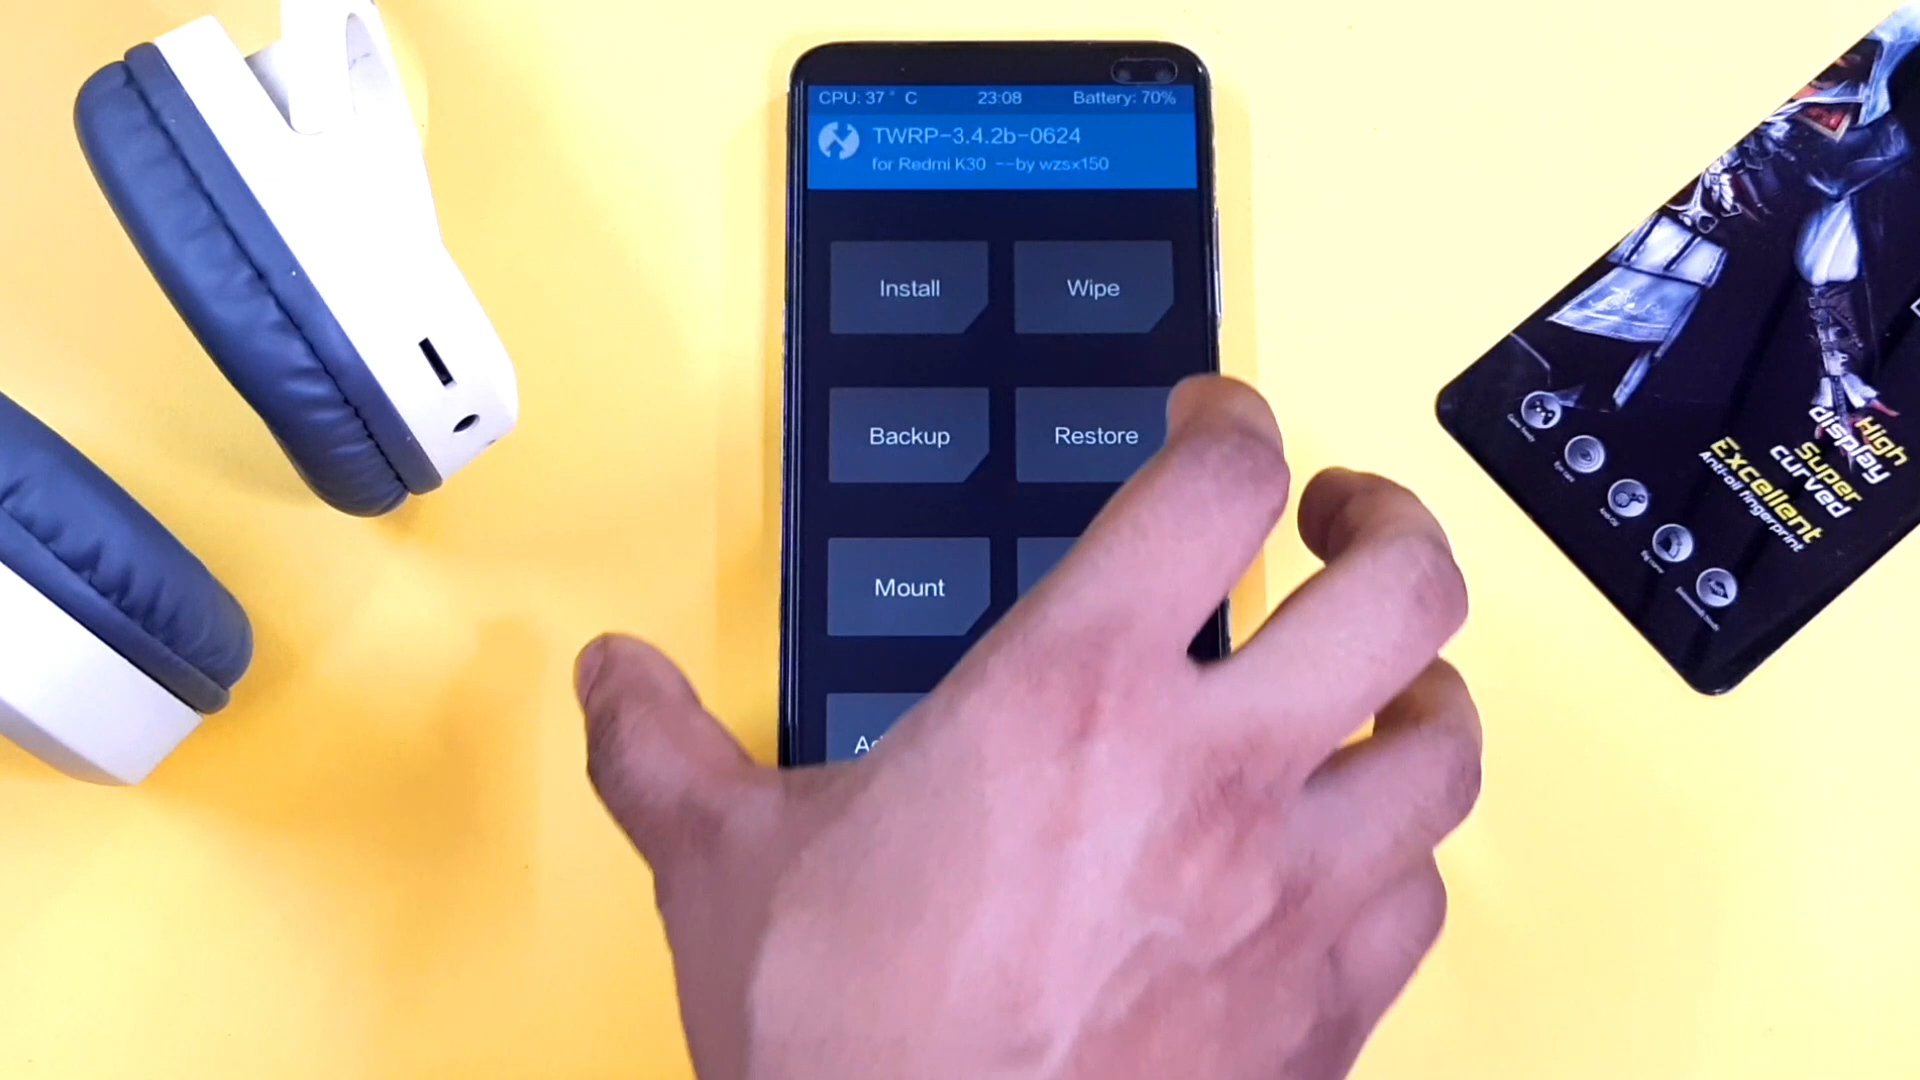 CPU: 37 ° C 23:08 Battery: 70%
TWRP-3.4.2b-0624
for Redmi K30 --by wzsx150
Install Wipe
Backup Restore
Mount
High
display
Super
curved
Excellent
Anti-oil fingerprint